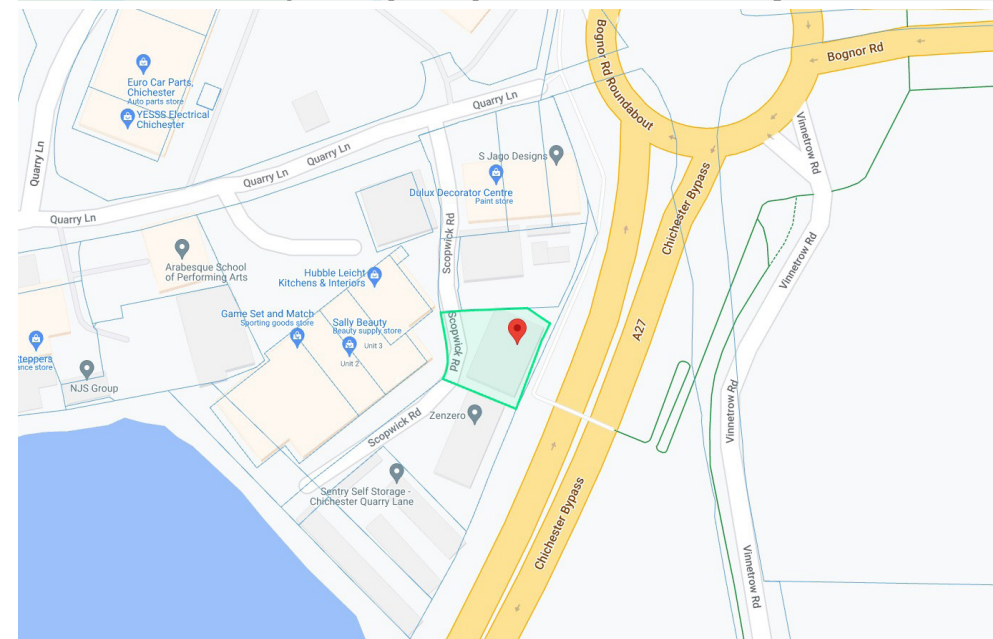 Bognor Rd Roundabout
Bognor Rd
Euro Car Parts,
Chichester
Auto parts store
YESSS Electrical
Chichester
Quarry Ln
Quarry Ln
Quarry Ln
Quarry Ln
Quarry Ln
S Jago Designs
Dulux Decorator Centre
Paint store
Vinnetrow Rd
Chichester Bypass
Scopwick Rd
Arabesque School
of Performing Arts
Hubble Leicht
Kitchens & Interiors
Vinnetrow Rd
Game Set and Match
Sporting goods store
Sally Beauty
Beauty supply store
Unit 3
Unit 2
Scopwick Rd
A27
Steppers
ance store
NJS Group
Zenzero
Scopwick Rd
Vinnetrow Rd
Sentry Self Storage -
Chichester Quarry Lane
Chichester Bypass
Vinnetrow Rd